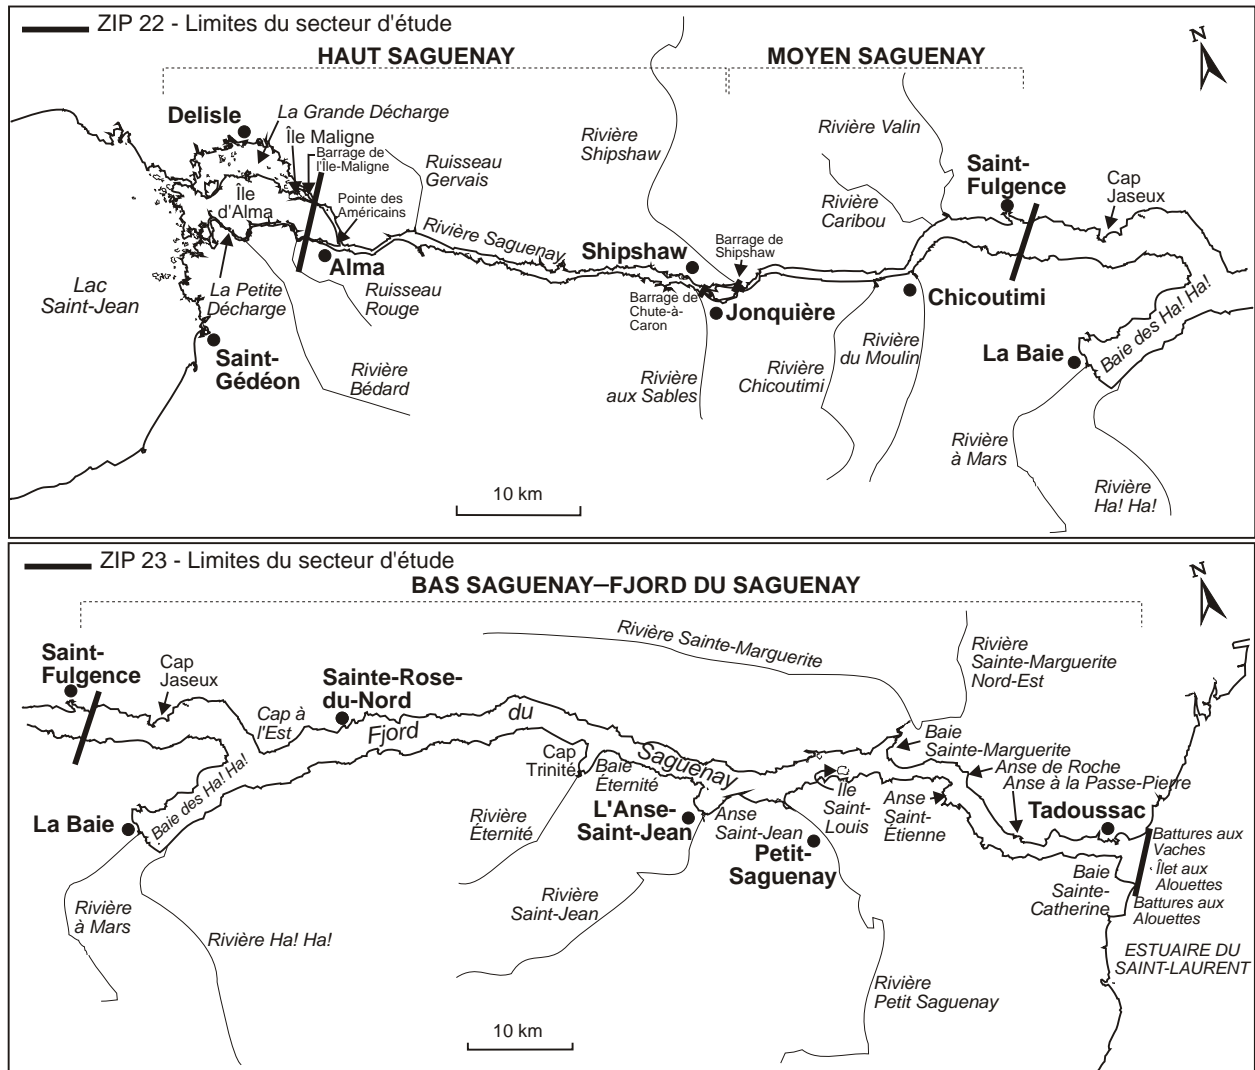 ZIP 22 - Limites du secteur d'étude
HAUT SAGUENAY
MOYEN SAGUENAY
N
Delisle
La Grande Décharge
Île Maligne
Barrage de
l'Île-Maligne
Ruisseau
Gervais
Rivière
Shipshaw
Rivière Valin
Saint-
Fulgence
Cap
Jaseux
Île
d'Alma
Pointe des
Américains
Rivière Saguenay
Rivière
Caribou
Shipshaw
Barrage de
Shipshaw
Alma
Lac
Saint-Jean
La Petite
Décharge
Ruisseau
Rouge
Barrage de
Chute-à-
Caron
Jonquière
Chicoutimi
Baie des Ha! Ha!
La Baie
Saint-
Gédéon
Rivière
Bédard
Rivière
aux Sables
Rivière
Chicoutimi
Rivière
du Moulin
Rivière
à Mars
Rivière
Ha! Ha!
10 km
ZIP 23 - Limites du secteur d'étude
BAS SAGUENAY–FJORD DU SAGUENAY
N
Saint-
Fulgence
Cap
Jaseux
Sainte-Rose-
du-Nord
Cap à
l'Est
Rivière Sainte-Marguerite
Rivière
Sainte-Marguerite
Nord-Est
Fjord
du
Saguenay
Baie
Sainte-Marguerite
Anse de Roche
Anse à la Passe-Pierre
Cap
Trinité
Baie
Éternité
La Baie
Baie des Ha! Ha!
Rivière
Éternité
L'Anse-
Saint-Jean
Anse
Saint-Jean
Île
Saint-
Louis
Anse
Saint-
Étienne
Tadoussac
Petit-
Saguenay
Battures aux
Vaches
Îlet aux
Alouettes
Battures aux
Alouettes
Baie
Sainte-
Catherine
Rivière
à Mars
Rivière Ha! Ha!
Rivière
Saint-Jean
Rivière
Petit Saguenay
ESTUAIRE DU
SAINT-LAURENT
10 km